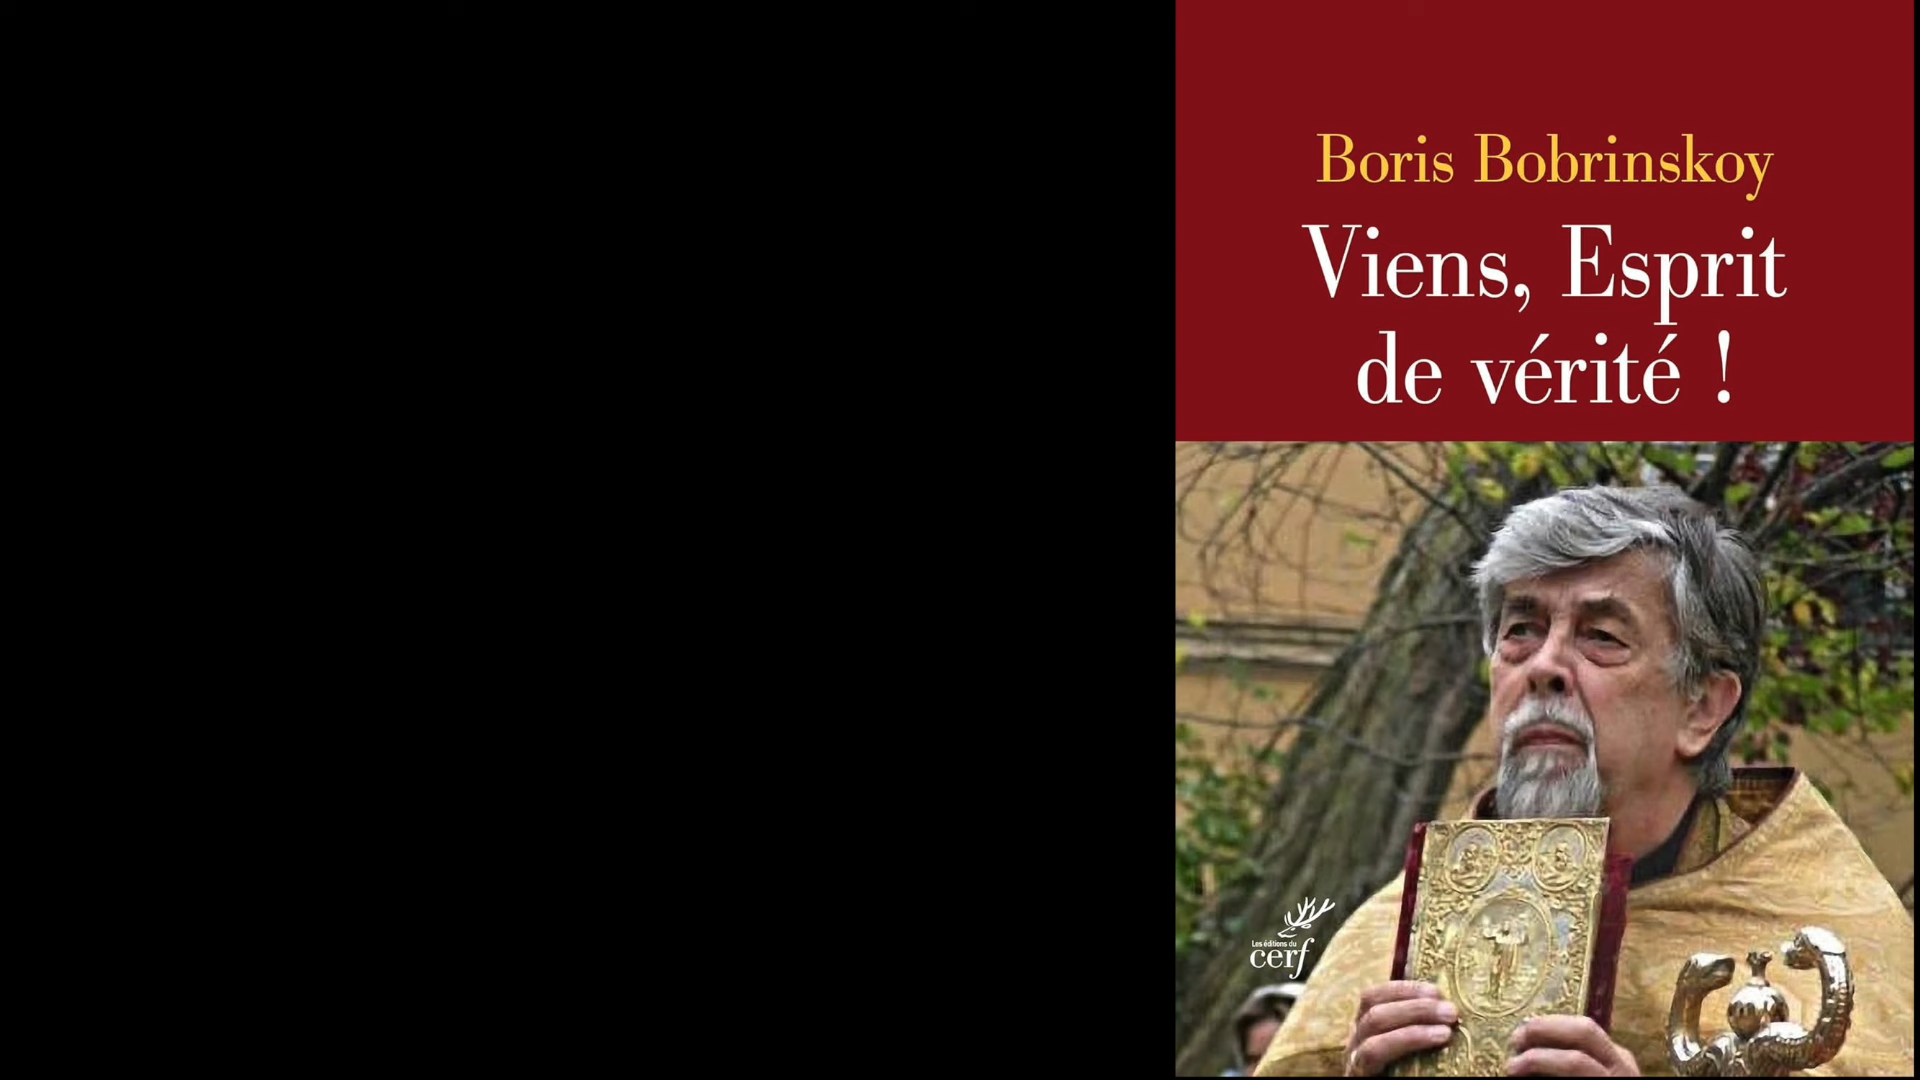 Boris Bobrinskoy
Viens, Esprit
de vérité !
Les éditions du
cerf